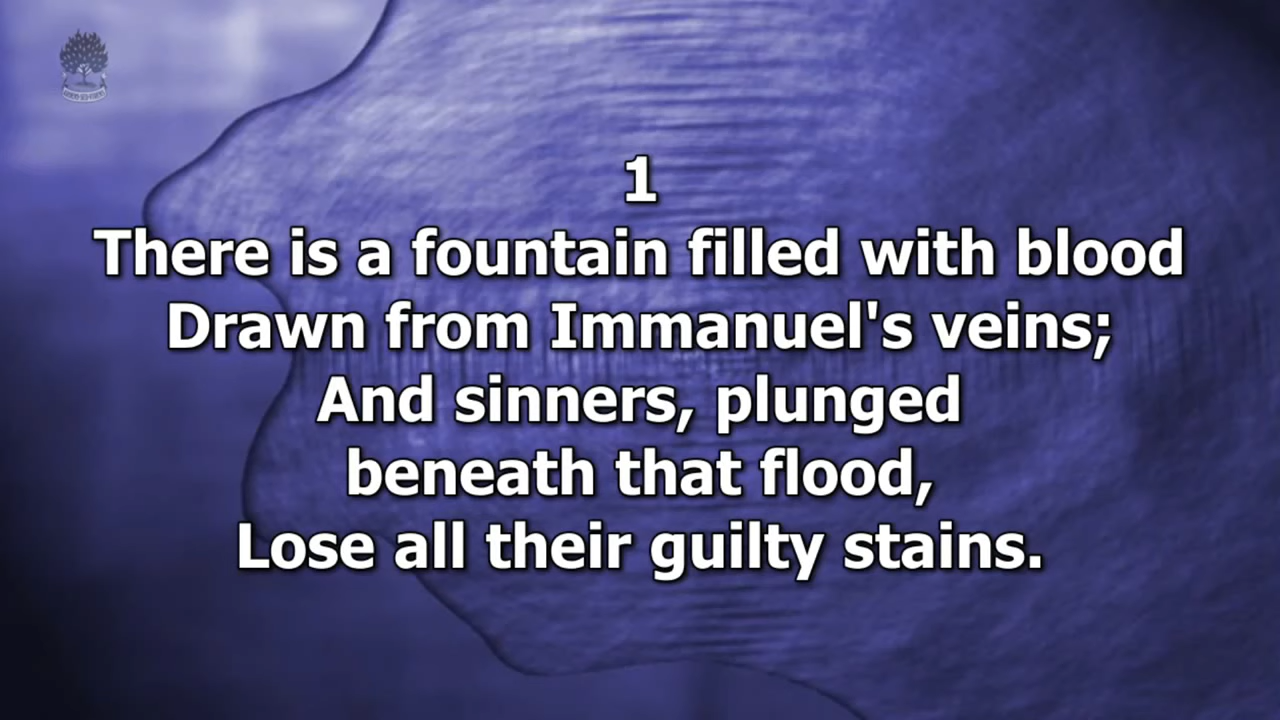 1
There is a fountain filled with blood
Drawn from Immanuel's veins;
And sinners, plunged
beneath that flood,
Lose all their guilty stains.